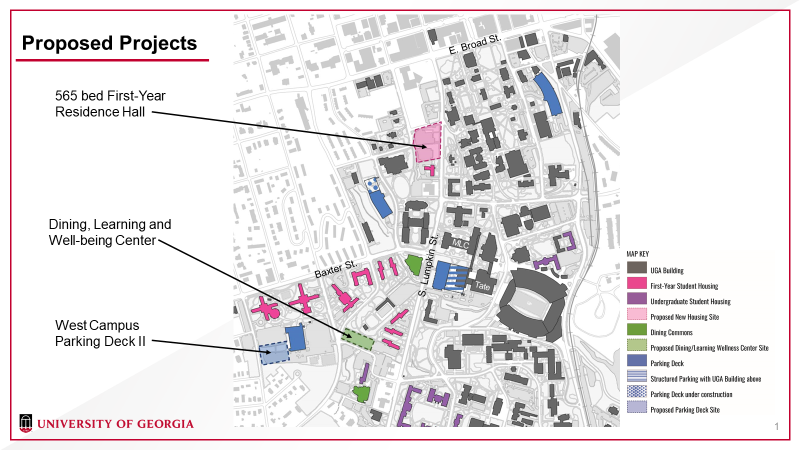 Proposed Projects
565 bed First-Year
Residence Hall
Dining, Learning and
Well-being Center
West Campus
Parking Deck II
E. Broad St.
MLC
S. Lumpkin St.
Tate
Baxter St.
MAP KEY
UGA Building
First-Year Student Housing
Undergraduate Student Housing
Proposed New Housing Site
Dining Commons
Proposed Dining/Learning Wellness Center Site
Parking Deck
Structured Parking with UGA Building above
Parking Deck under construction
Proposed Parking Deck Site
UNIVERSITY OF GEORGIA
1